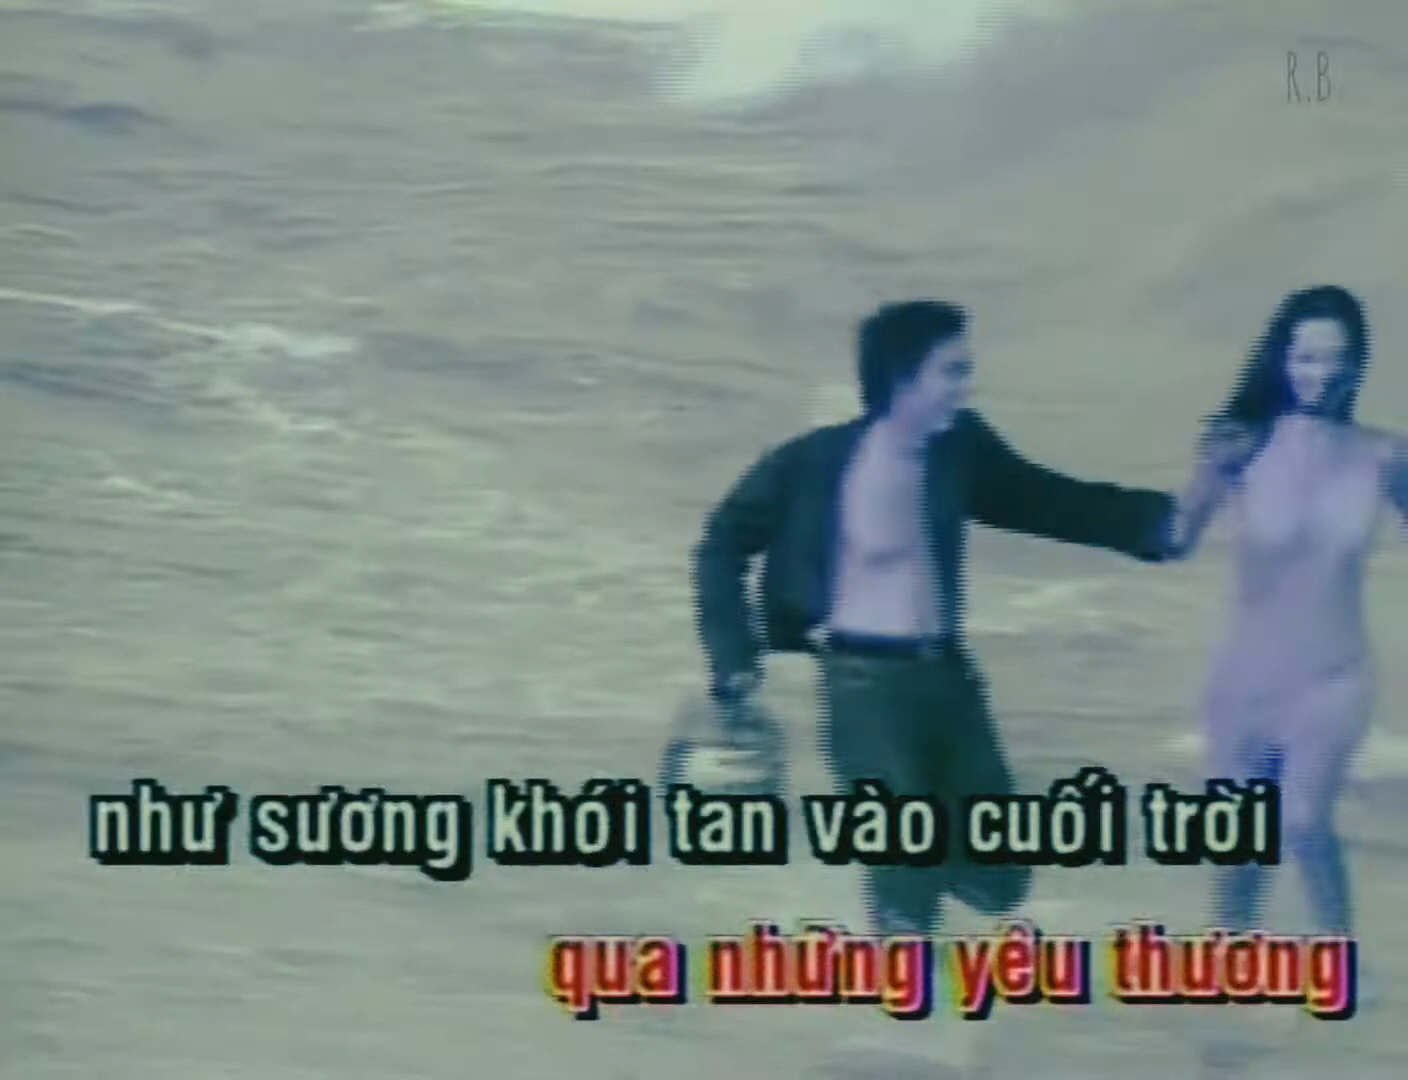 R.B
như sương khói tan vào cuối trời
qua những yêu thương